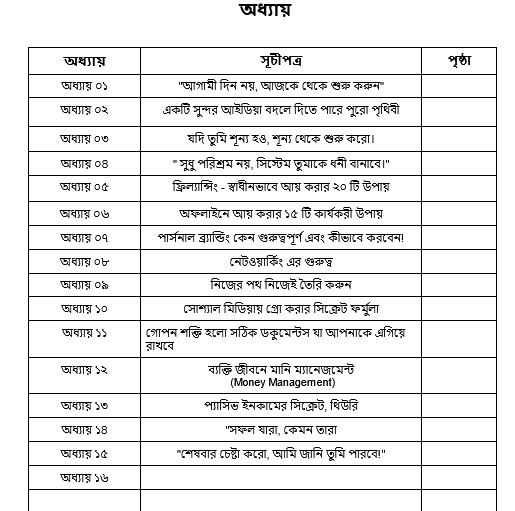 অধ্যায়
অধ্যায় সূচীপত্র পৃষ্ঠা
অধ্যায় ০১ "আগামী দিন নয়, আজকে থেকে শুরু করুন"
অধ্যায় ০২ একটি সুন্দর আইডিয়া বদলে দিতে পারে পুরো পৃথিবী
অধ্যায় ০৩ যদি তুমি শূন্য হও, শূন্য থেকে শুরু করো।
অধ্যায় ০৪ " সুধু পরিশ্রম নয়, সিস্টেম তুমাকে ধনী বানাবে।"
অধ্যায় ০৫ ফ্রিল্যান্সিং - স্বাধীনভাবে আয় করার ২০ টি উপায়
অধ্যায় ০৬ অফলাইনে আয় করার ১৫ টি কার্যকরী উপায়
অধ্যায় ০৭ পার্সনাল ব্র্যান্ডিং কেন গুরুত্বপূর্ণ এবং কীভাবে করবেন!
অধ্যায় ০৮ নেটওয়ার্কিং এর গুরুত্ব
অধ্যায় ০৯ নিজের পথ নিজেই তৈরি করুন
অধ্যায় ১০ সোশ্যাল মিডিয়ায় গ্রো করার সিক্রেট ফর্মুলা
অধ্যায় ১১ গোপন শক্তি হলো সঠিক ডকুমেন্টস যা আপনাকে এগিয়ে
রাখবে
অধ্যায় ১২ ব্যক্তি জীবনে মানি ম্যানেজমেন্ট
(Money Management)
অধ্যায় ১৩ প্যাসিভ ইনকামের সিক্রেট, থিউরি
অধ্যায় ১৪ "সফল যারা, কেমন তারা
অধ্যায় ১৫ "শেষবার চেষ্টা করো, আমি জানি তুমি পারবে!"
অধ্যায় ১৬